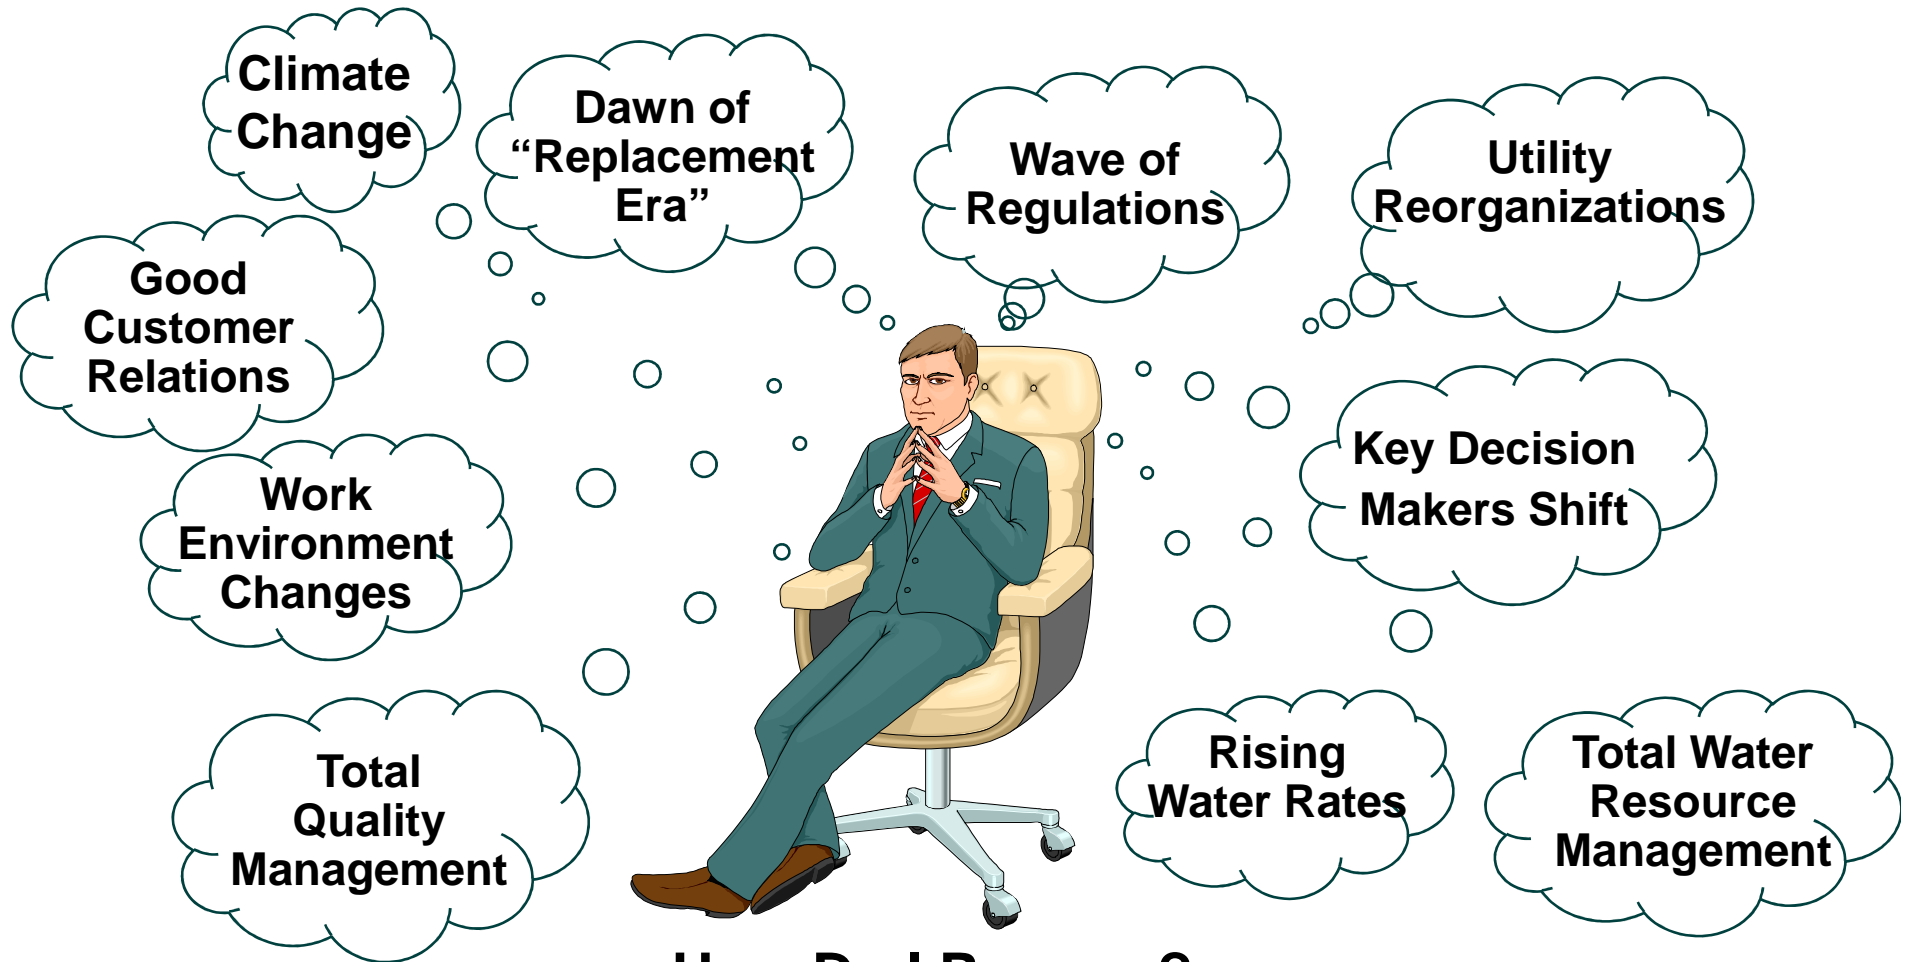 Climate
Change
Dawn of
“Replacement
Era”
Wave of
Regulations
Utility
Reorganizations
Good
Customer
Relations
Key Decision
Makers Shift
Work
Environment
Changes
Total
Quality
Management
Rising
Water Rates
Total Water
Resource
Management